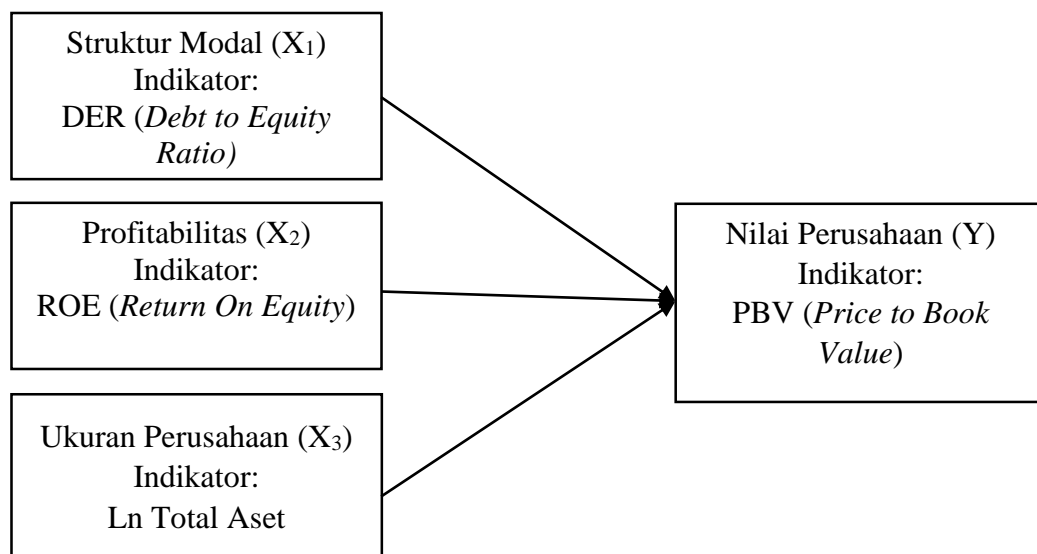 Struktur Modal (X₁)
Indikator:
DER (Debt to Equity
Ratio)
Profitabilitas (X₂)
Indikator:
ROE (Return On Equity)
Ukuran Perusahaan (X₃)
Indikator:
Ln Total Aset
Nilai Perusahaan (Y)
Indikator:
PBV (Price to Book
Value)